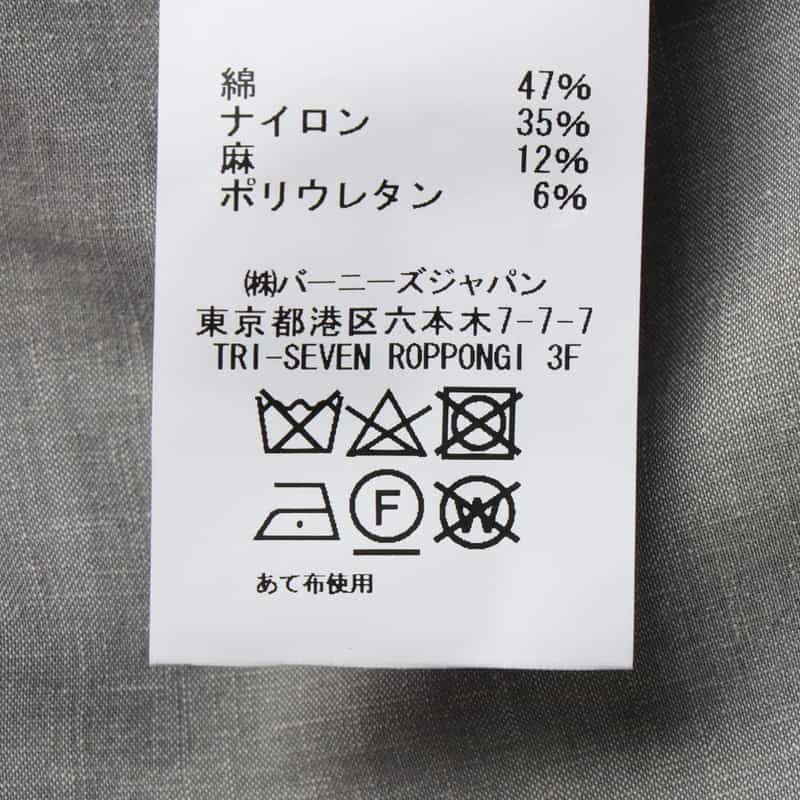 綿 47%
ナイロン 35%
麻 12%
ポリウレタン 6%
㈱バーニーズジャパン
東京都港区六本木7-7-7
TRI-SEVEN ROPPONGI 3F
F W
あて布使用